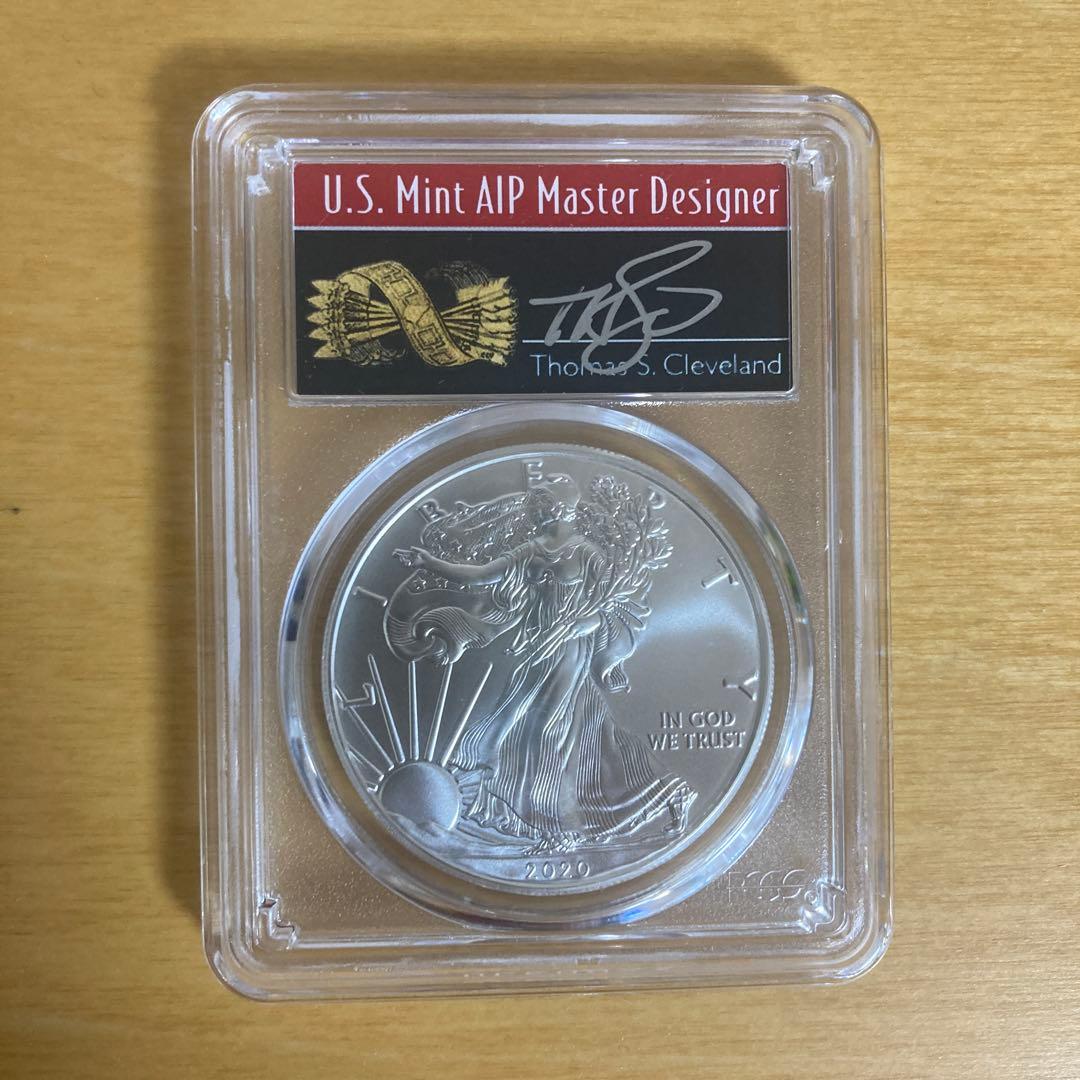 U.S. Mint AIP Master Designer
Thomas S. Cleveland
LIBERTY
IN GOD
WE TRUST
2020
PCGS